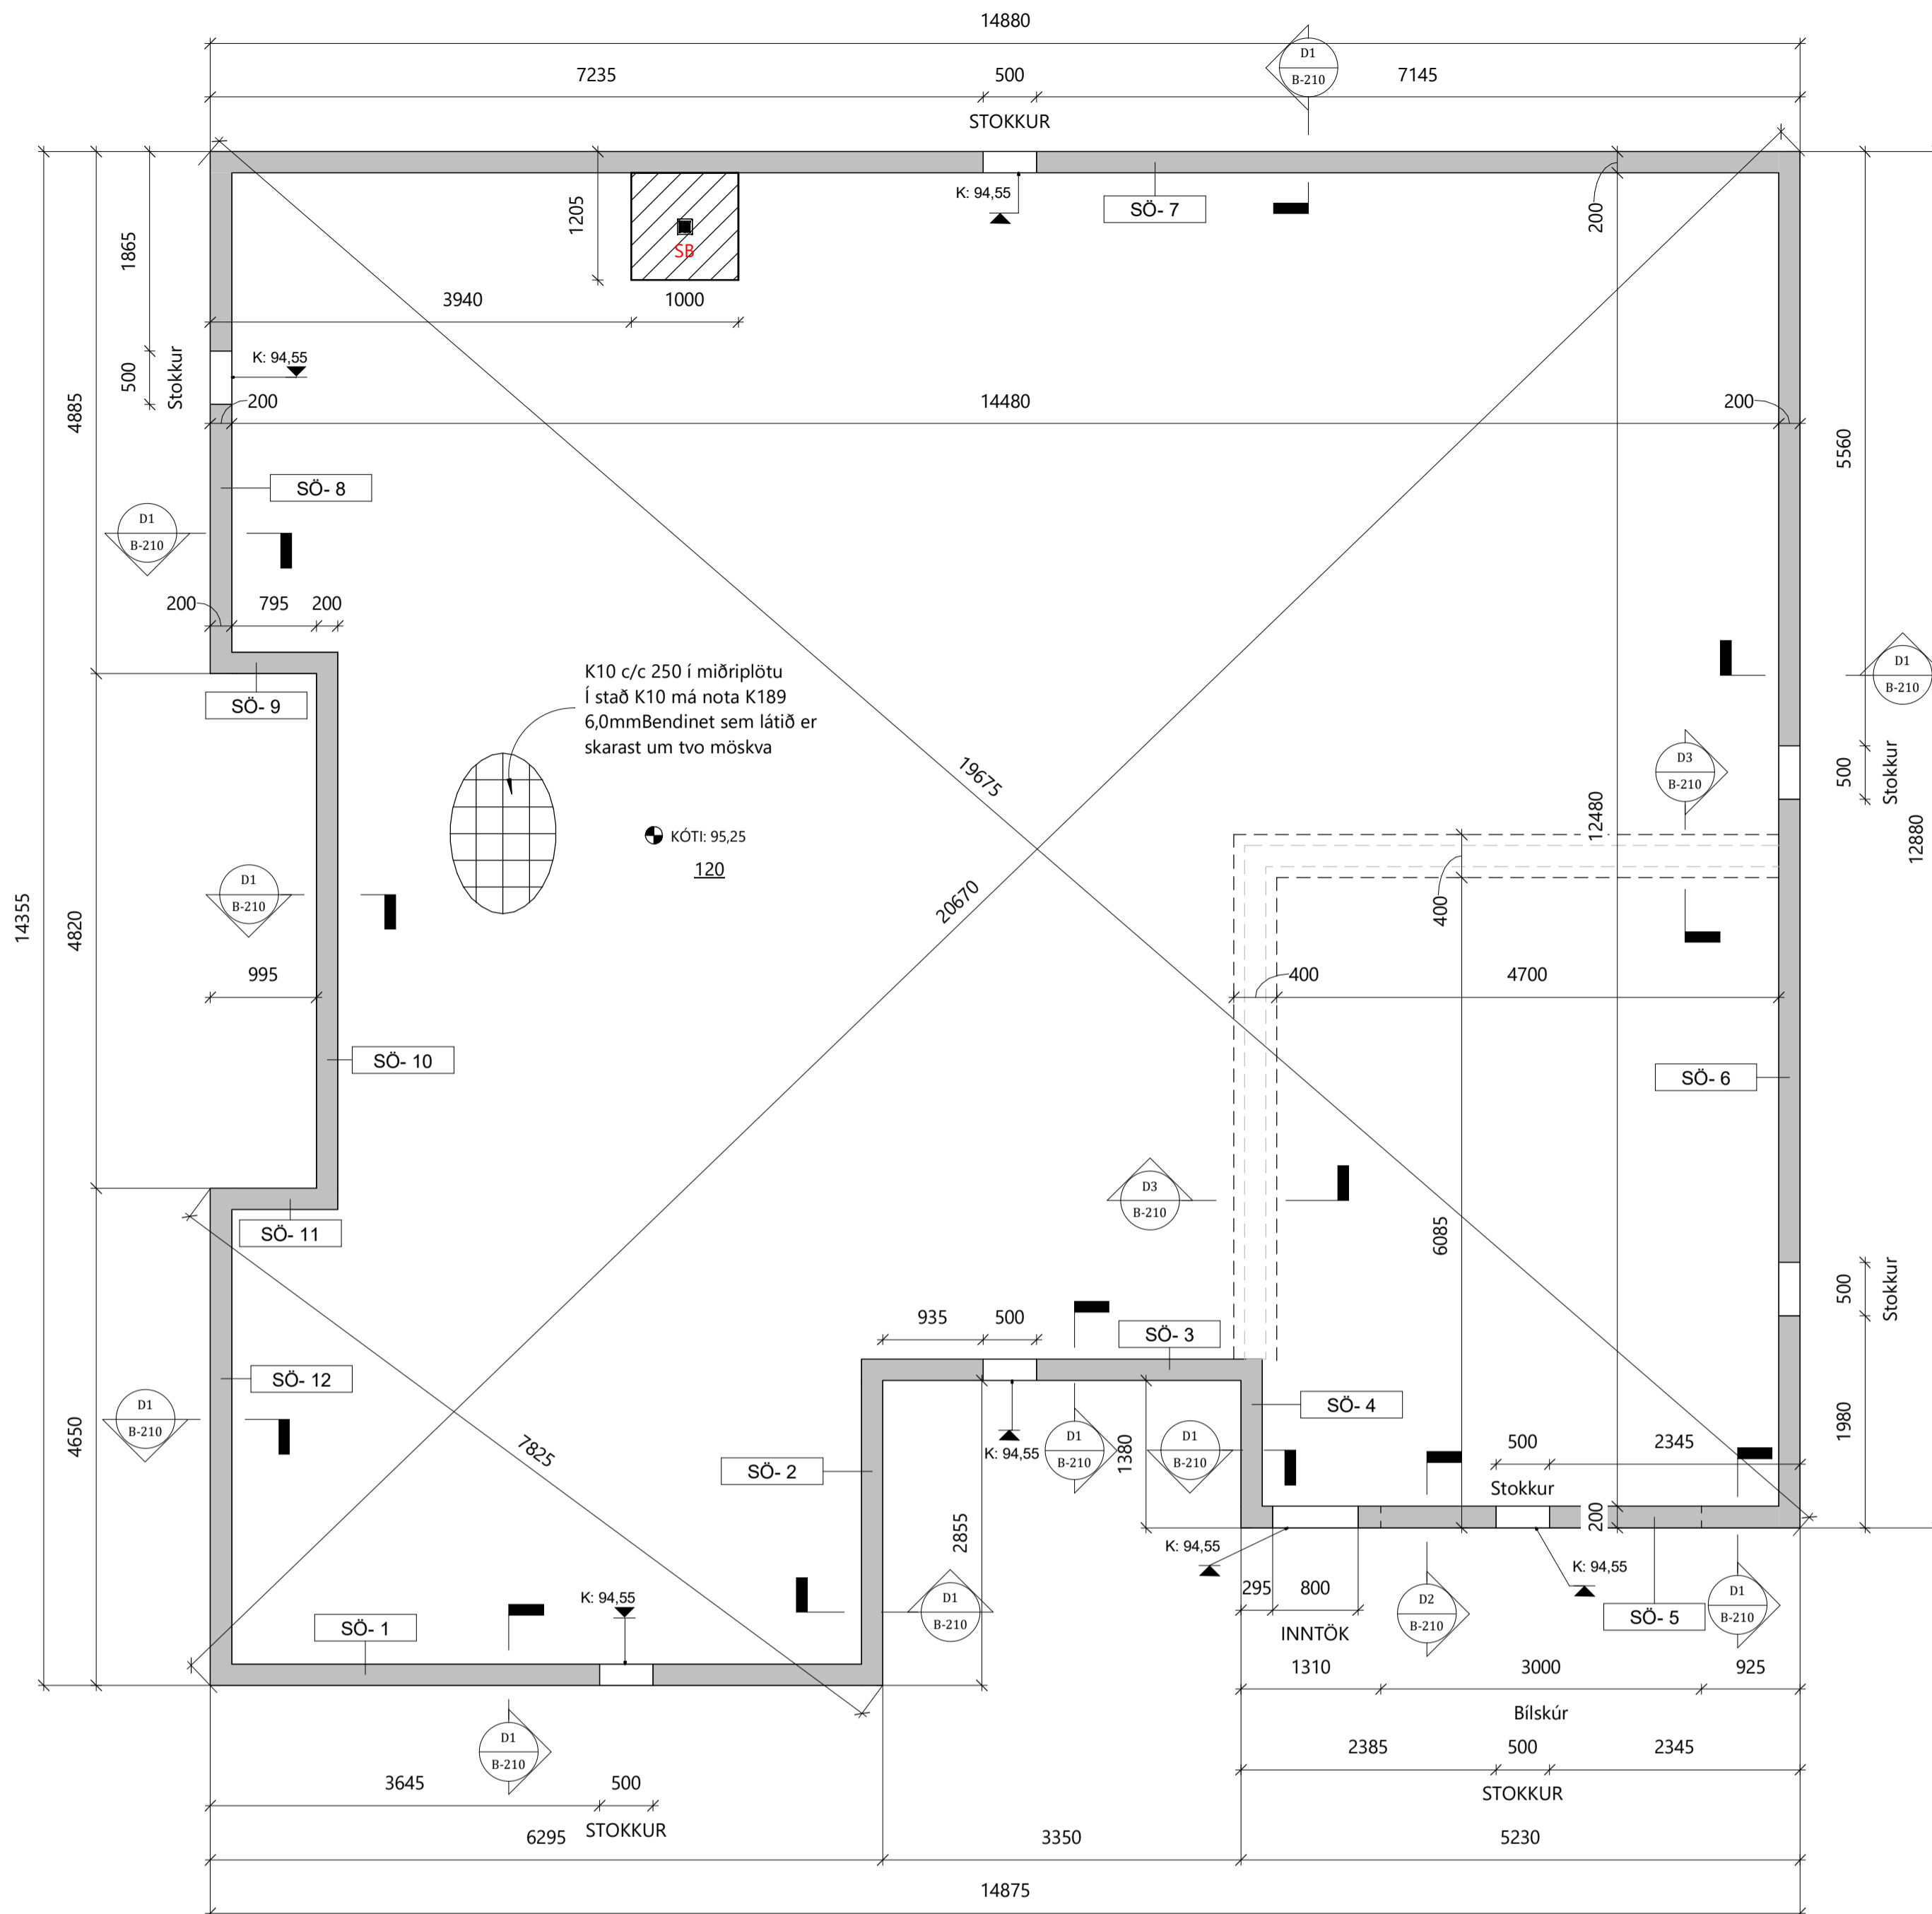 14880
7235
500
7145
D1
B-210
STOKKUR
1205
K: 94,55
SÖ- 7
200
1865
SB
3940
1000
500
Stokkur
K: 94,55
4885
200
14480
200
5560
SÖ- 8
D1
B-210
200
795
200
SÖ- 9
K10 c/c 250 í miðriplötu
Í stað K10 má nota K189
6,0mmBendinet sem látið er
skarast um tvo möskva
D1
B-210
D3
B-210
500
Stokkur
19675
12480
12880
KÓTI: 95,25
120
14355
4820
D1
B-210
20670
400
995
400
4700
SÖ- 10
SÖ- 6
D3
B-210
SÖ- 11
6085
500
Stokkur
935
500
SÖ- 3
SÖ- 12
SÖ- 4
D1
B-210
4650
7825
SÖ- 2
K: 94,55
D1
B-210
1380
D1
B-210
500
2345
1980
Stokkur
2855
200
K: 94,55
K: 94,55
SÖ- 1
K: 94,55
D1
B-210
295
800
D2
B-210
SÖ- 5
D1
B-210
INNTÖK
1310
3000
925
Bílskúr
D1
B-210
2385
500
2345
3645
500
STOKKUR
STOKKUR
6295
3350
5230
14875